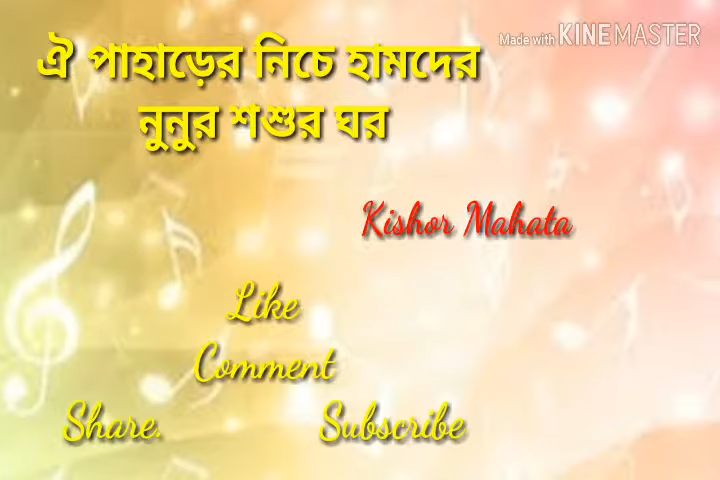 Made with KINEMASTER
ঐ পাহাড়ের নিচে হামদের
নুনুর শশুর ঘর
Kishor Mahata
Like
Comment
Share. Subscribe